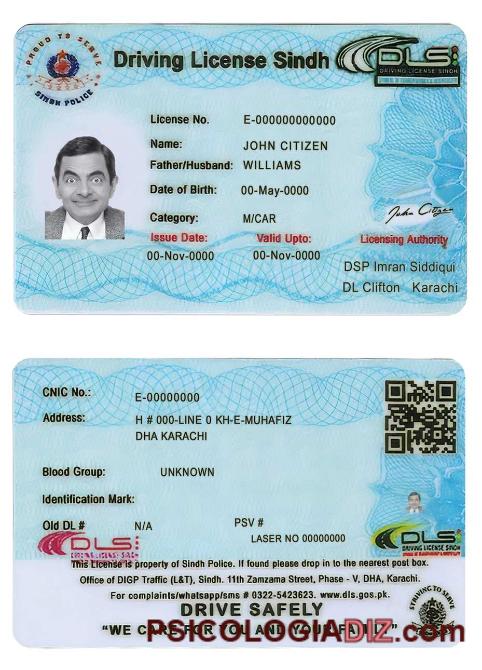 PROUD TO SERVE
SINDH POLICE
Driving License Sindh
DLS
DRIVING LICENSE SINDH
License No. E-000000000000
Name: JOHN CITIZEN
Father/Husband: WILLIAMS
Date of Birth: 00-May-0000
Category: M/CAR
John Citizen
Issue Date: Valid Upto: Licensing Authority
00-Nov-0000 00-Nov-0000
DSP Imran Siddiqui
DL Clifton Karachi
CNIC No.: E-00000000
Address: H # 000-LINE 0 KH-E-MUHAFIZ
DHA KARACHI
Blood Group: UNKNOWN
Identification Mark:
Old DL # N/A PSV #
LASER NO 00000000
DLS
DRIVING LICENSE SINDH
DLS
DRIVING LICENSE SINDH
This License is property of Sindh Police. If found please drop in to the nearest post box.
Office of DIGP Traffic (L&T), Sindh. 11th Zamzama Street, Phase - V, DHA, Karachi.
For complaints/whatsapp/sms # 0322-5423623. www.dls.gos.pk.
STRIVING TO SERVE
DRIVE SAFELY
"WE CARE FOR YOU AND YOUR FAMILY"
PSICOLOGIADIZ.com